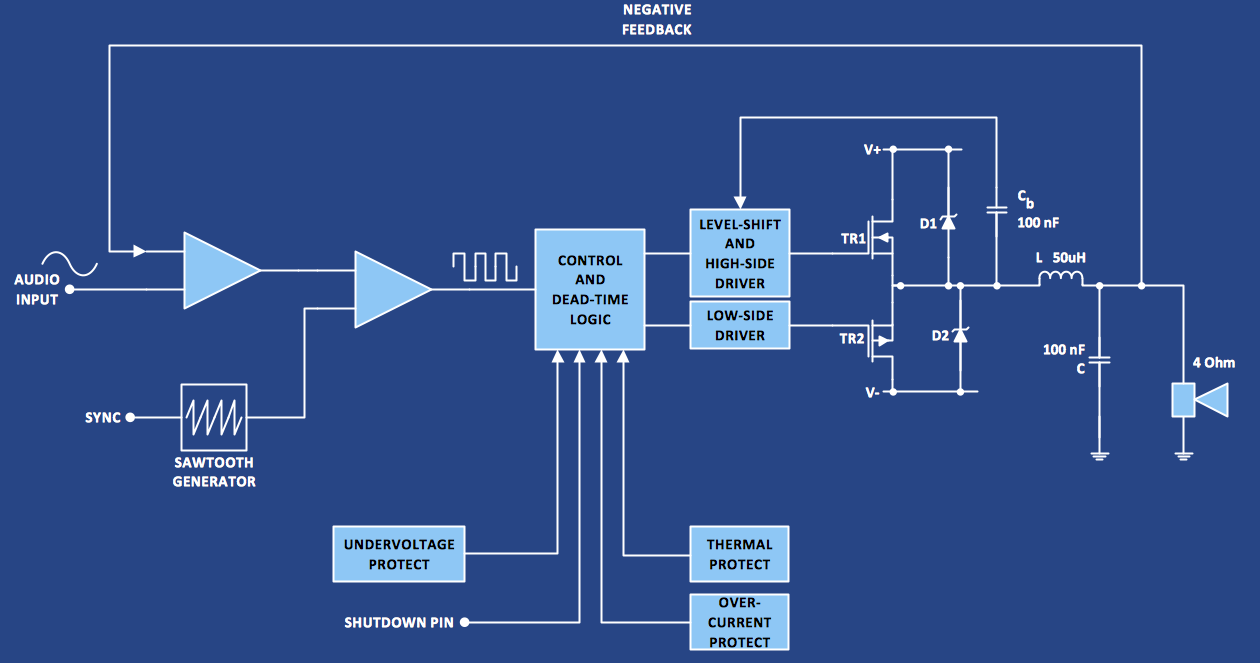 NEGATIVE
FEEDBACK
V+
LEVEL-SHIFT
AND
HIGH-SIDE
DRIVER
TR1
D1
Cb
100 nF
AUDIO
INPUT
CONTROL
AND
DEAD-TIME
LOGIC
L 50uH
LOW-SIDE
DRIVER
TR2
D2
100 nF
C
4 Ohm
V-
SYNC
SAWTOOTH
GENERATOR
UNDERVOLTAGE
PROTECT
THERMAL
PROTECT
SHUTDOWN PIN
OVER-
CURRENT
PROTECT